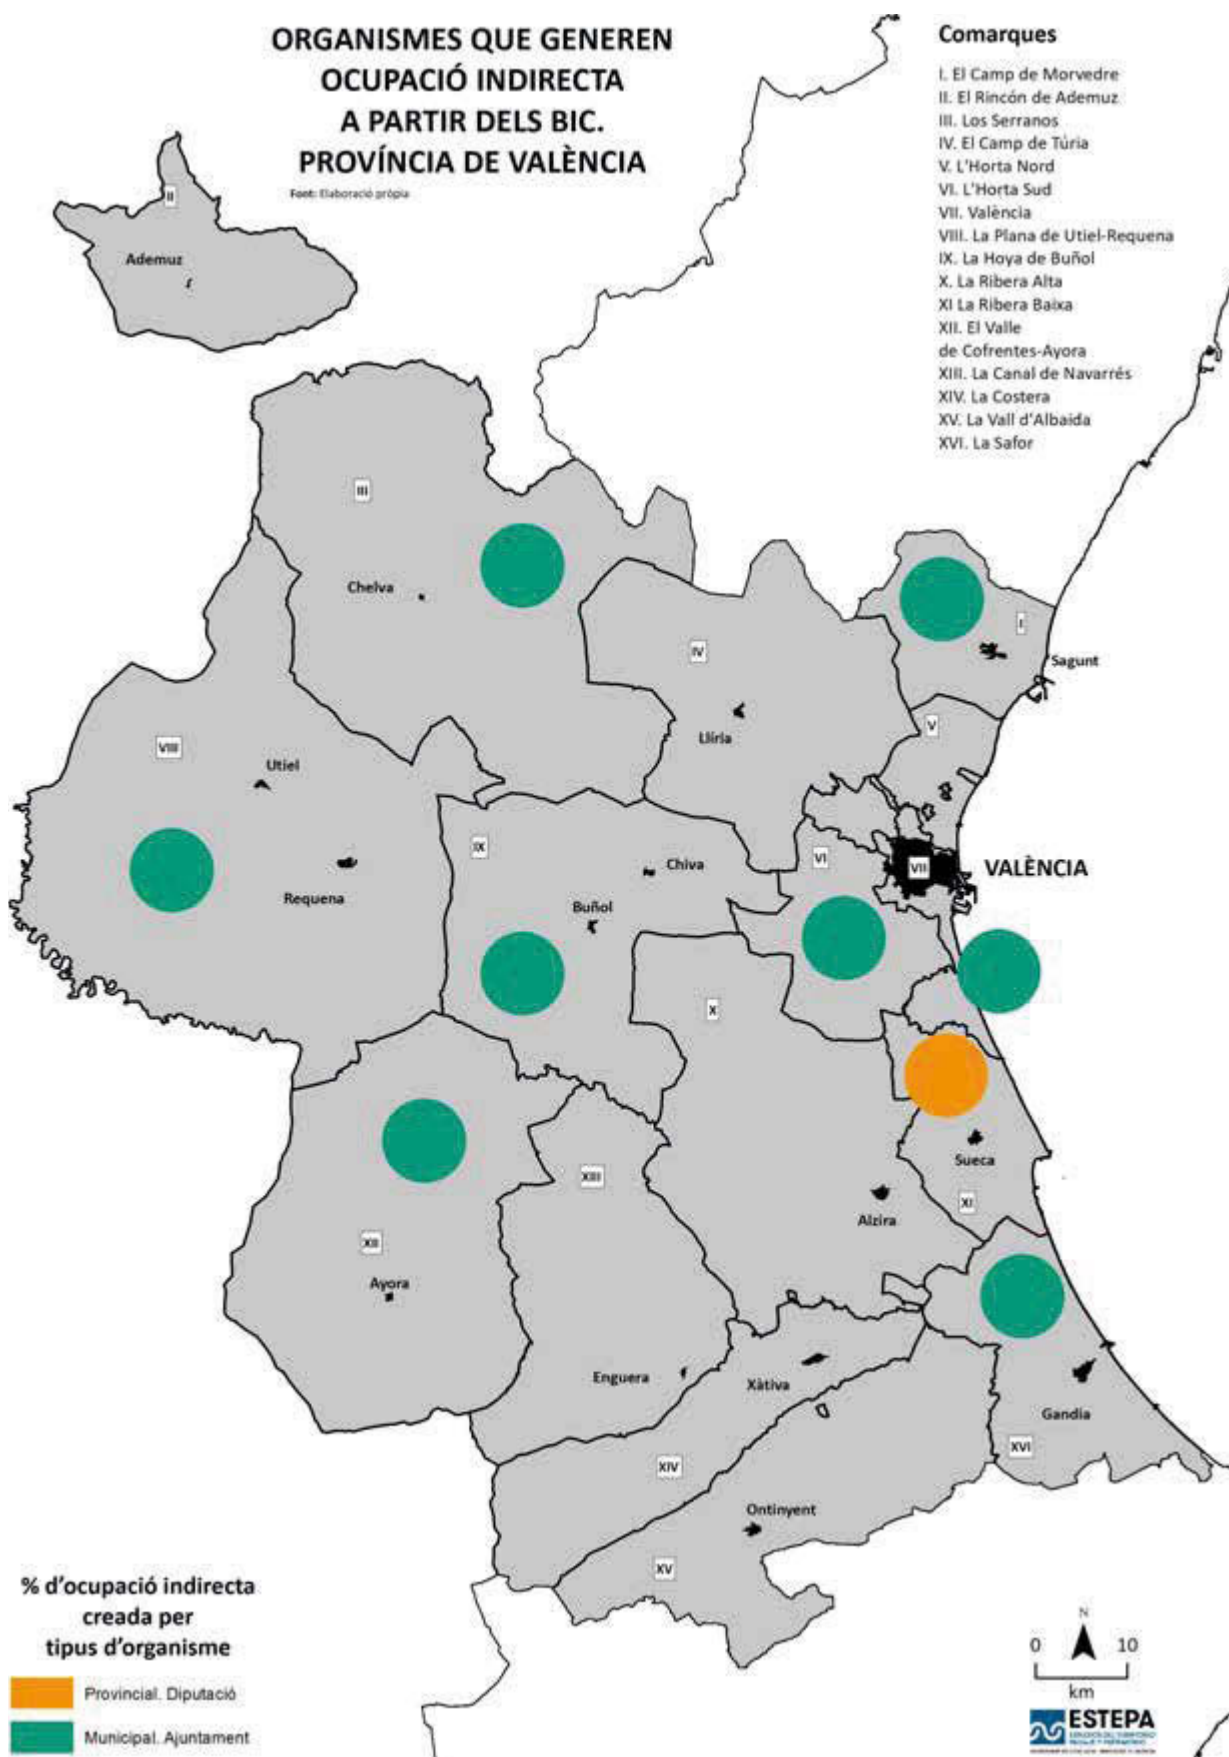 ORGANISMES QUE GENEREN
OCUPACIÓ INDIRECTA
A PARTIR DELS BIC.
PROVÍNCIA DE VALÈNCIA
Font: Elaboració pròpia
Comarques
I. El Camp de Morvedre
II. El Rincón de Ademuz
III. Los Serranos
IV. El Camp de Túria
V. L'Horta Nord
VI. L'Horta Sud
VII. València
VIII. La Plana de Utiel-Requena
IX. La Hoya de Buñol
X. La Ribera Alta
XI La Ribera Baixa
XII. El Valle
de Cofrentes-Ayora
XIII. La Canal de Navarrés
XIV. La Costera
XV. La Vall d'Albaida
XVI. La Safor
II
Ademuz
III
Chelva
I
IV
Sagunt
Llíria
V
VIII
Utiel
IX
Chiva
VI
VII
VALÈNCIA
Requena
Buñol
X
Sueca
XIII
XI
Alzira
XII
Ayora
Enguera
Xàtiva
Gandia
XVI
XIV
Ontinyent
XV
% d'ocupació indirecta
creada per
tipus d'organisme
Provincial. Diputació
Municipal. Ajuntament
N
0 10
km
ESTEPA